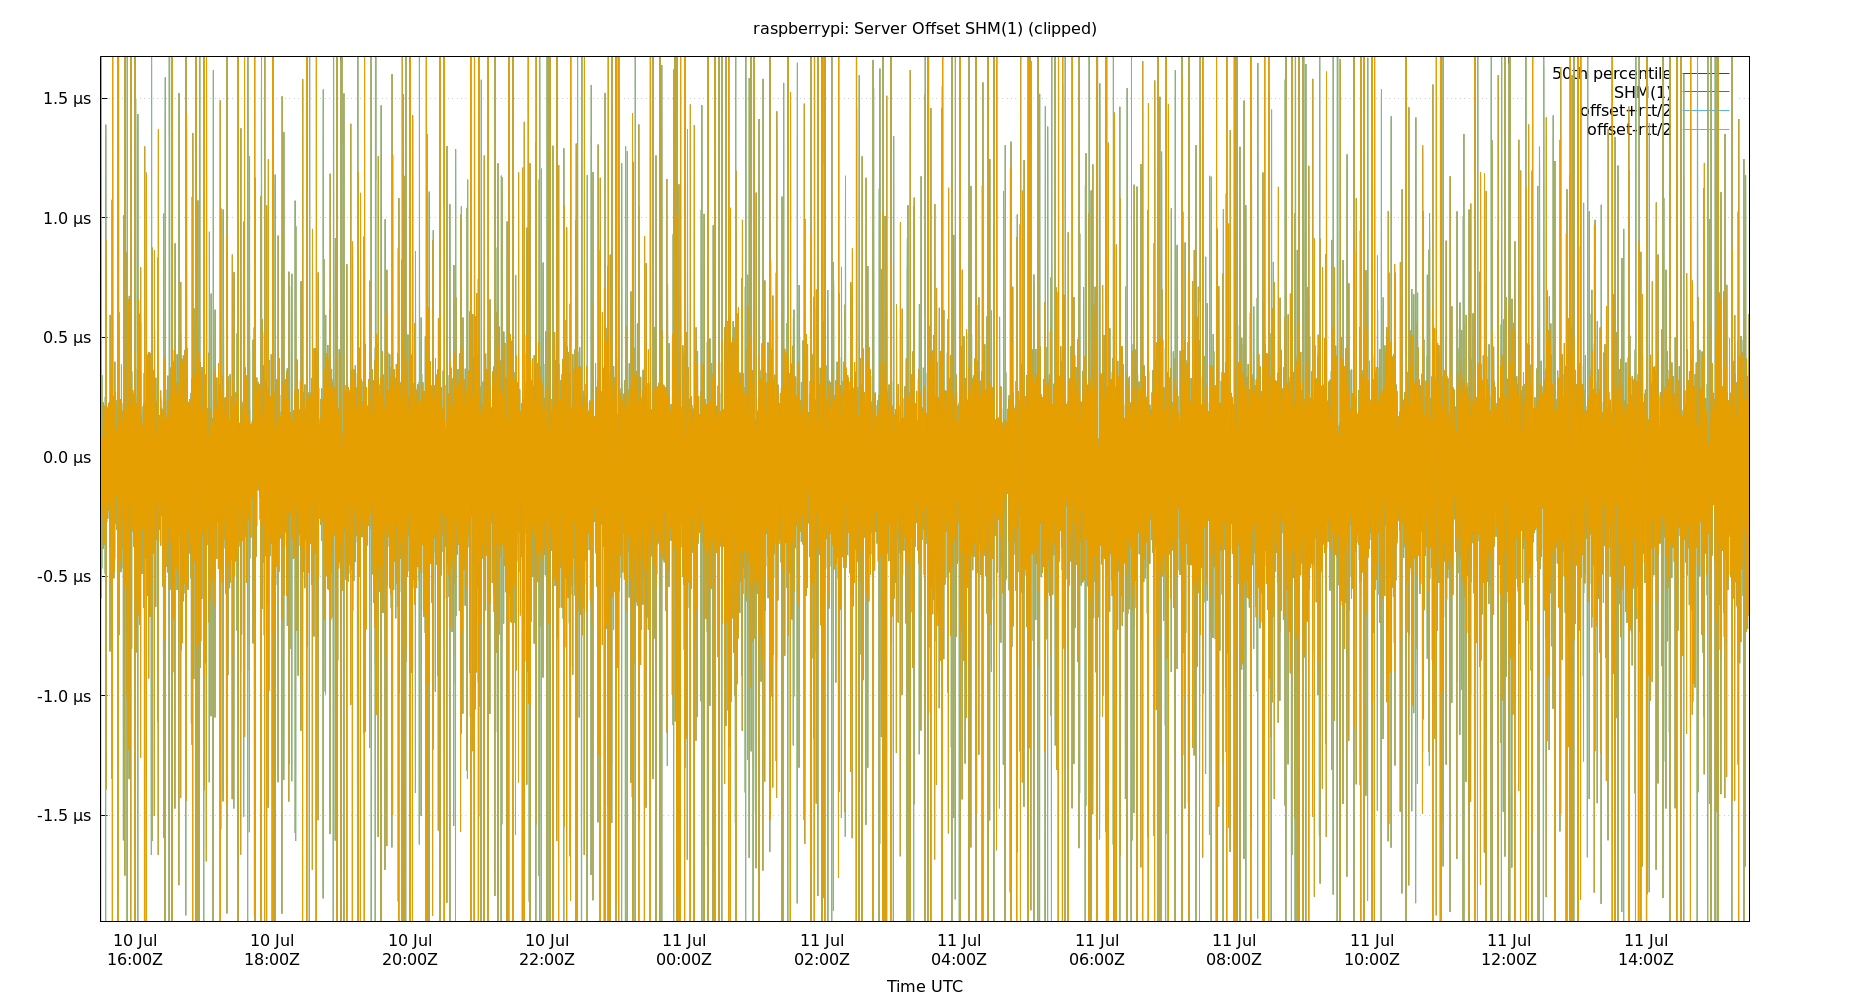 raspberrypi: Server Offset SHM(1) (clipped)
50th percentile
SHM(1)
offset+rtt/2
offset-rtt/2
1.5 µs
1.0 µs
0.5 µs
0.0 µs
-0.5 µs
-1.0 µs
-1.5 µs
10 Jul 10 Jul 10 Jul 10 Jul 11 Jul 11 Jul 11 Jul 11 Jul 11 Jul 11 Jul 11 Jul 11 Jul
16:00Z 18:00Z 20:00Z 22:00Z 00:00Z 02:00Z 04:00Z 06:00Z 08:00Z 10:00Z 12:00Z 14:00Z
Time UTC